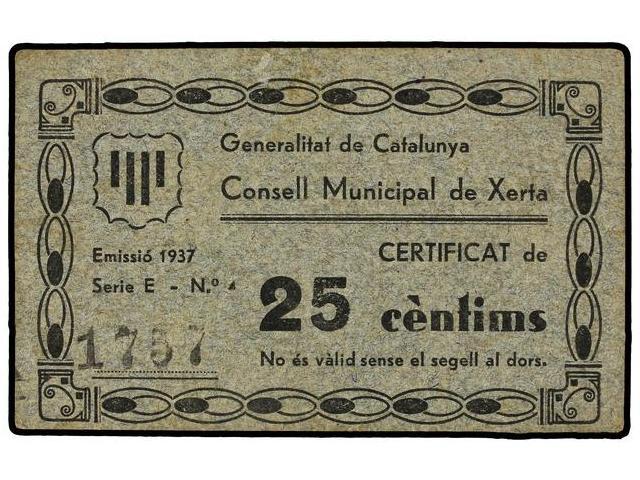 Generalitat de Catalunya
Consell Municipal de Xerta
Emissió 1937
CERTIFICAT de
Serie E - N.º
25 cèntims
1757
No és vàlid sense el segell al dors.